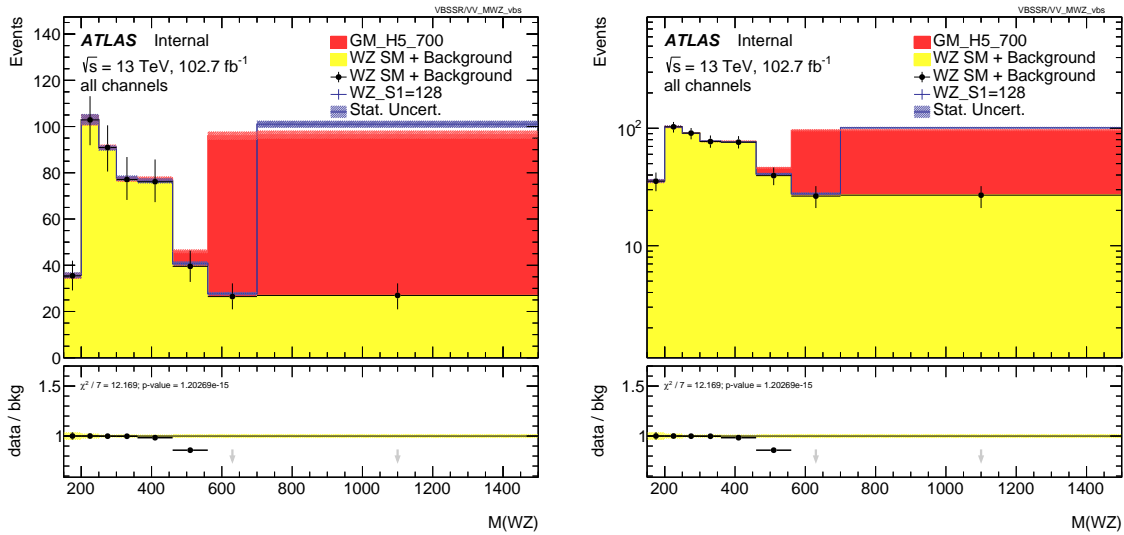 VBSSR/VV_MWZ_vbs
Events
140
120
100
80
60
40
20
0
ATLAS Internal
√s = 13 TeV, 102.7 fb⁻¹
all channels
GM_H5_700
WZ SM + Background
WZ SM + Background
WZ_S1=128
Stat. Uncert.
data / bkg
1.5
1
χ² / 7 = 12.169; p-value = 1.20269e-15
200 400 600 800 1000 1200 1400
M(WZ)
VBSSR/VV_MWZ_vbs
Events
10²
10
ATLAS Internal
√s = 13 TeV, 102.7 fb⁻¹
all channels
GM_H5_700
WZ SM + Background
WZ SM + Background
WZ_S1=128
Stat. Uncert.
data / bkg
1.5
1
χ² / 7 = 12.169; p-value = 1.20269e-15
200 400 600 800 1000 1200 1400
M(WZ)